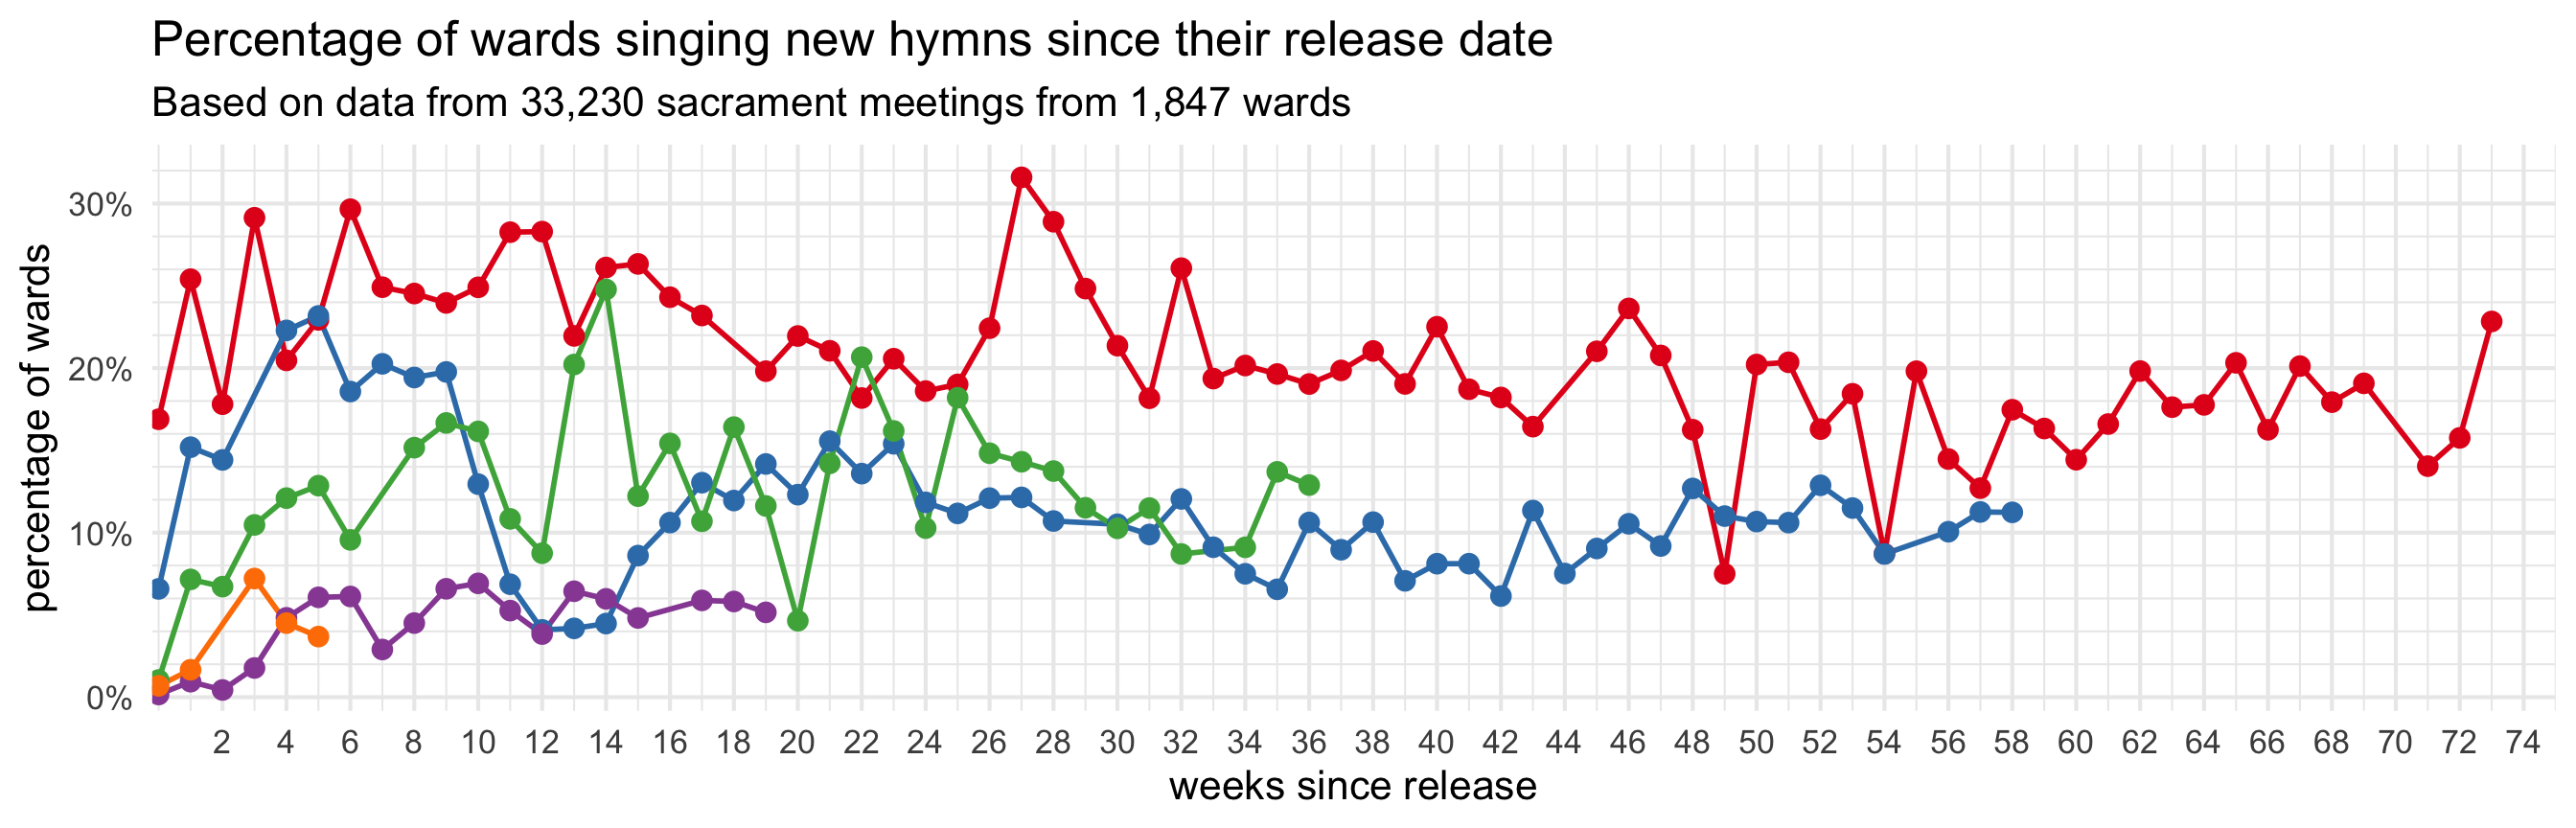 Percentage of wards singing new hymns since their release date
Based on data from 33,230 sacrament meetings from 1,847 wards
30%
20%
10%
0%
percentage of wards
2 4 6 8 10 12 14 16 18 20 22 24 26 28 30 32 34 36 38 40 42 44 46 48 50 52 54 56 58 60 62 64 66 68 70 72 74
weeks since release